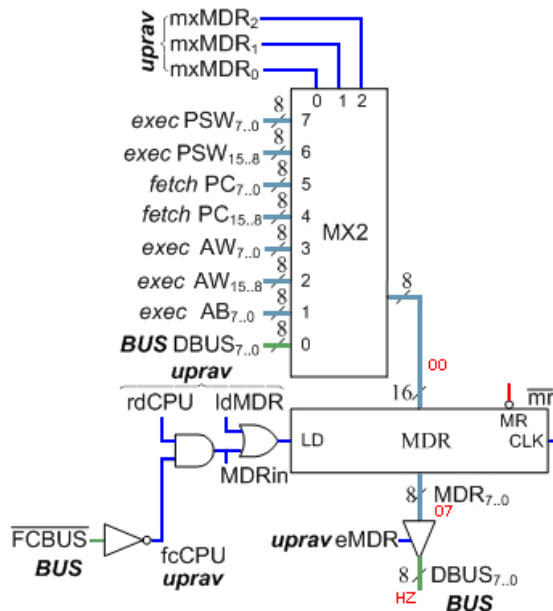 uprav
mxMDR2
mxMDR1
mxMDR0
0 1 2
exec PSW7..0 8 7
exec PSW15..8 8 6
fetch PC7..0 8 5
fetch PC15..8 8 4
MX2
exec AW7..0 8 3
exec AW15..8 8 2
8
exec AB7..0 8 1
BUS DBUS7..0 8 0
uprav
00
rdCPU ldMDR
16
mr
MR
LD MDR CLK
MDRin
8 MDR7..0
07
FCBUS
fcCPU
uprav eMDR
BUS
uprav
8 DBUS7..0
HZ
BUS